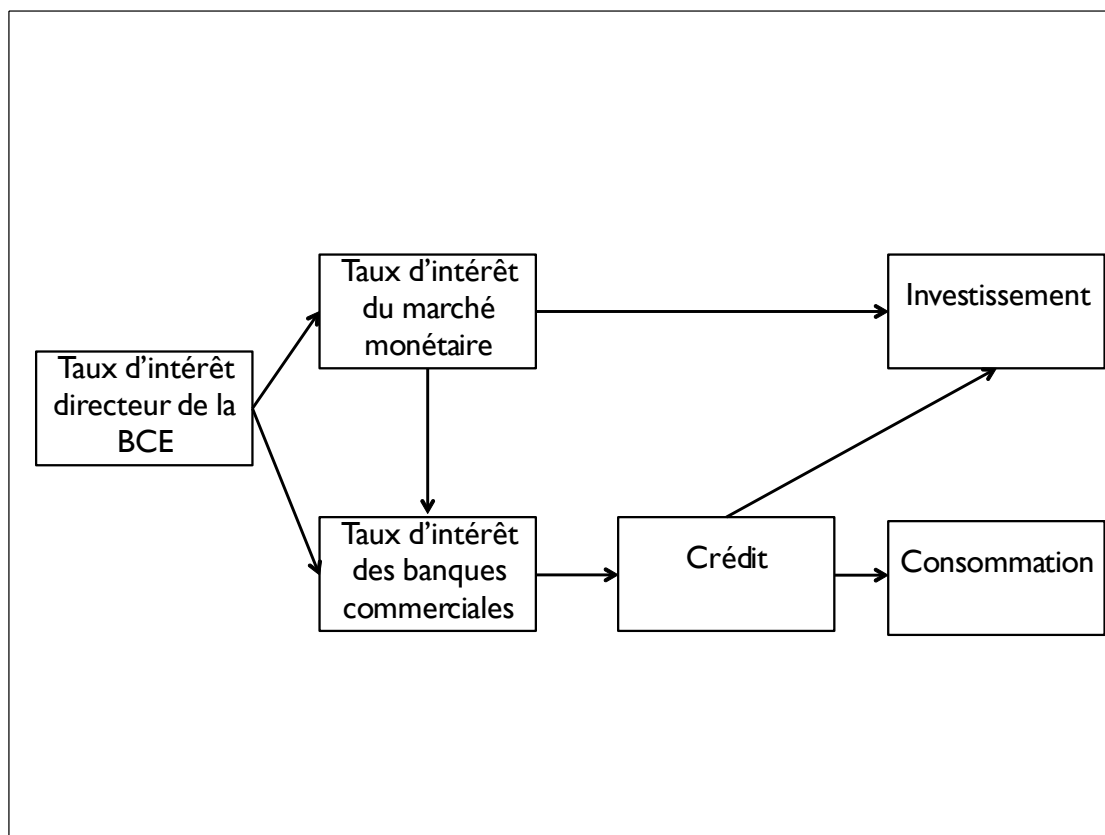 Taux d’intérêt
du marché
monétaire
Investissement
Taux d’intérêt
directeur de la
BCE
Taux d’intérêt
des banques
commerciales
Crédit
Consommation